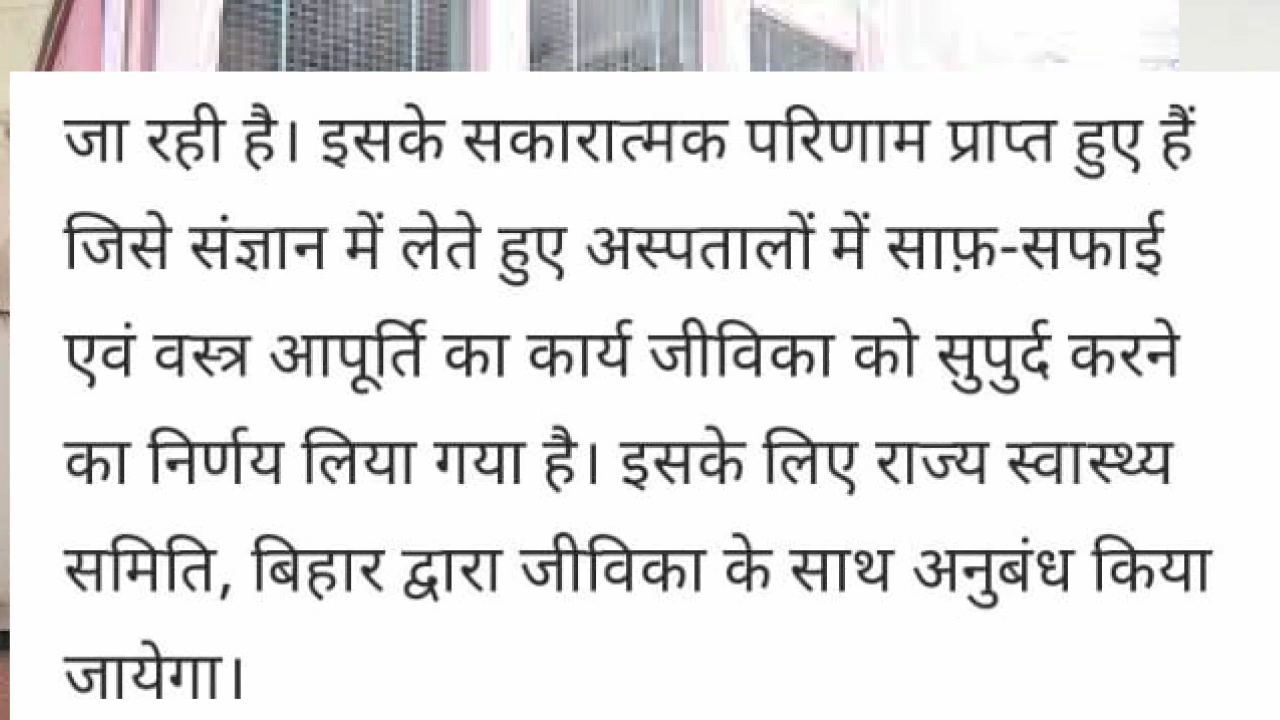 जा रही है। इसके सकारात्मक परिणाम प्राप्त हुए हैं
जिसे संज्ञान में लेते हुए अस्पतालों में साफ़-सफाई
एवं वस्त्र आपूर्ति का कार्य जीविका को सुपुर्द करने
का निर्णय लिया गया है। इसके लिए राज्य स्वास्थ्य
समिति, बिहार द्वारा जीविका के साथ अनुबंध किया
जायेगा।